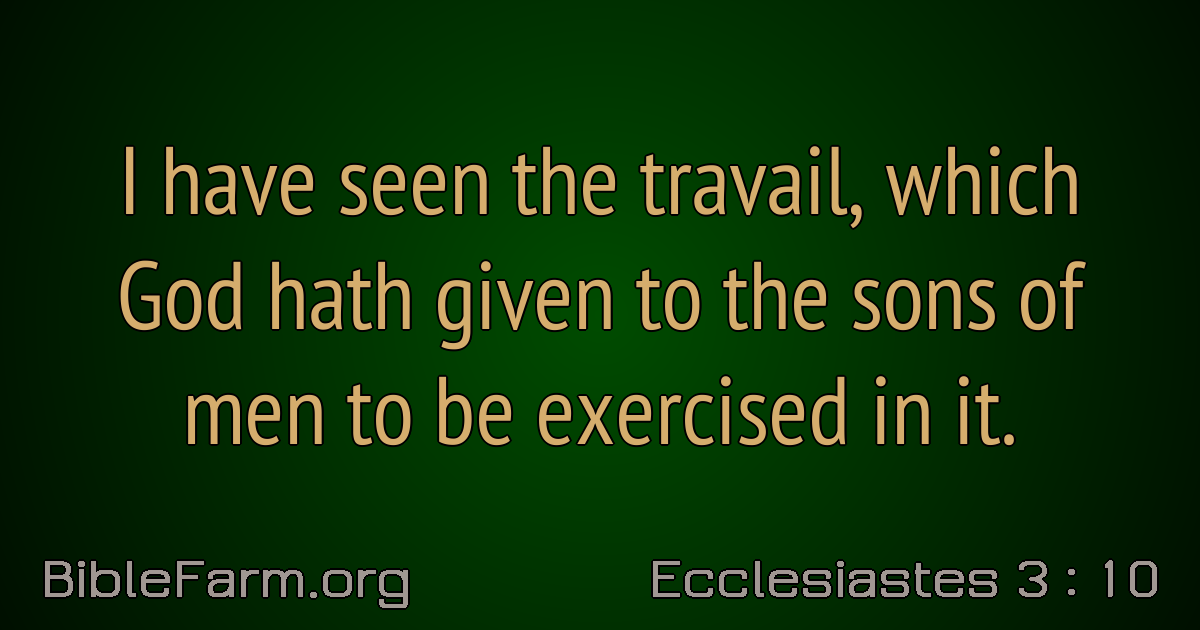 I have seen the travail, which
God hath given to the sons of
men to be exercised in it.
BibleFarm.org
Ecclesiastes 3 : 10